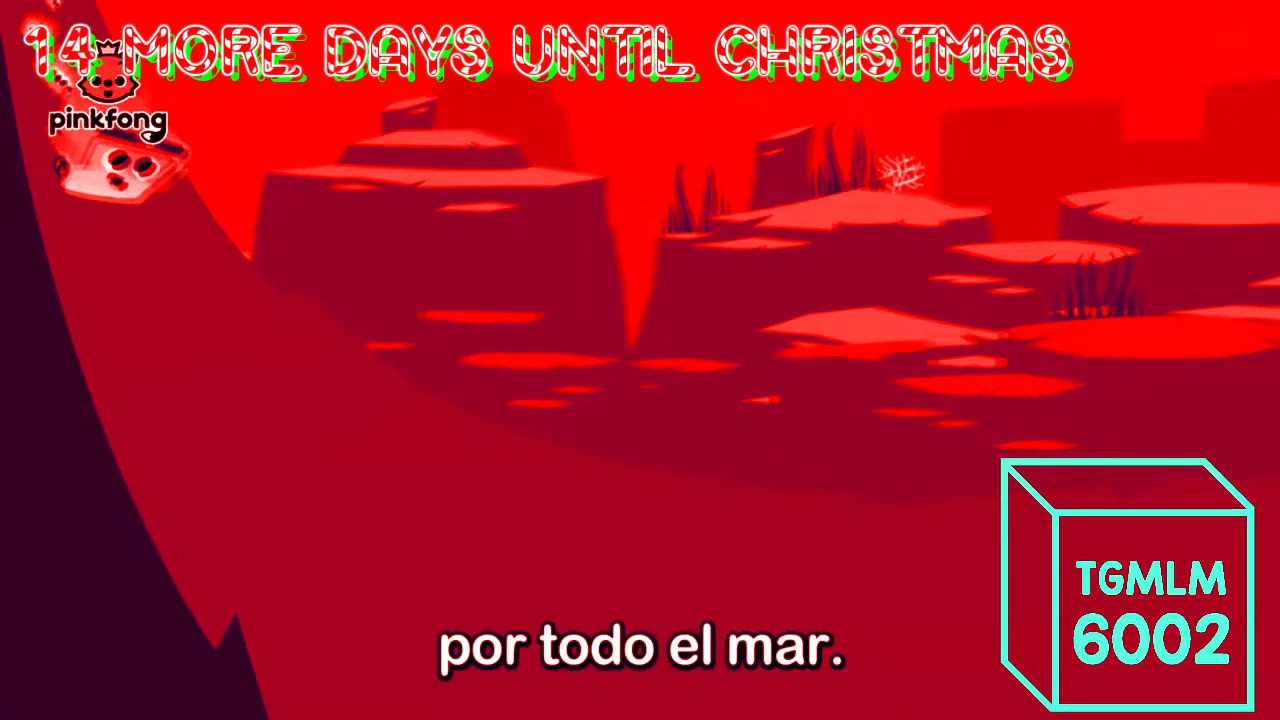 14 MORE DAYS UNTIL CHRISTMAS
pinkfong
TGMLM
6002
por todo el mar.